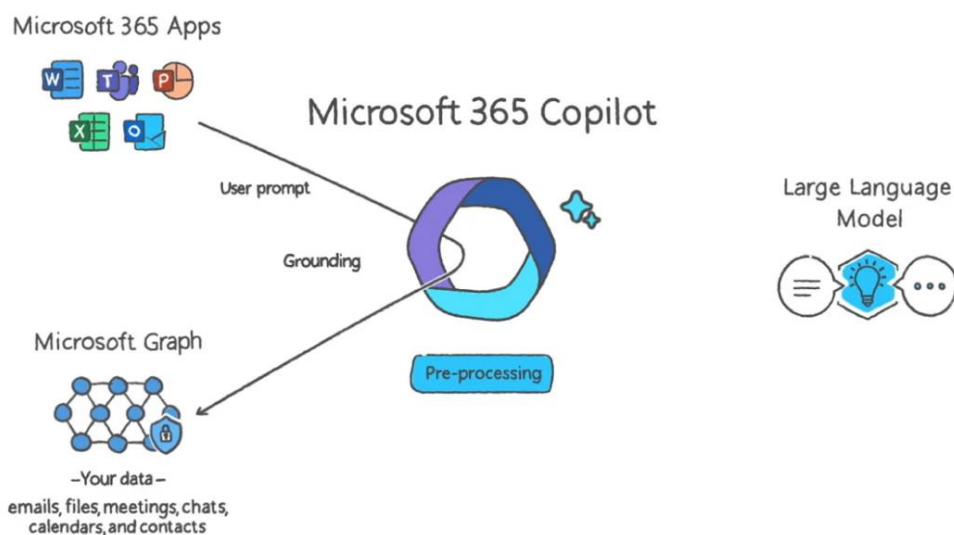 Microsoft 365 Apps
W
T
P
X
O
Microsoft 365 Copilot
User prompt
Grounding
Large Language
Model
Microsoft Graph
Pre-processing
–Your data–
emails, files, meetings, chats,
calendars, and contacts